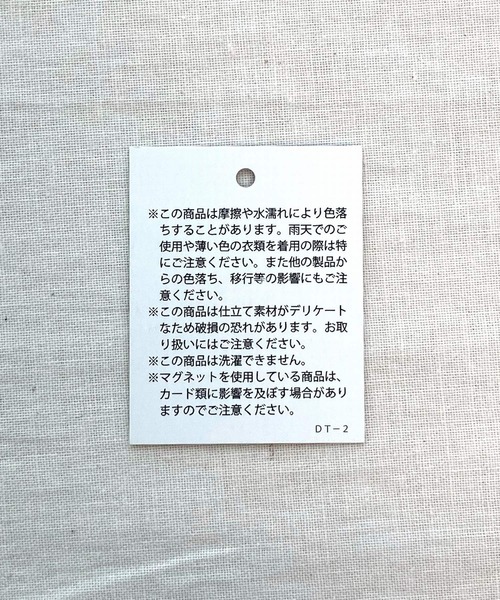 ※この商品は摩擦や水濡れにより色落
ちすることがあります。雨天でのご
使用や薄い色の衣類を着用の際は特
にご注意ください。また他の製品か
らの色落ち、移行等の影響にもご注
意ください。
※この商品は仕立て素材がデリケート
なため破損の恐れがあります。お取
り扱いにはご注意ください。
※この商品は洗濯できません。
※マグネットを使用している商品は、
カード類に影響を及ぼす場合があり
ますのでご注意ください。
DT－2